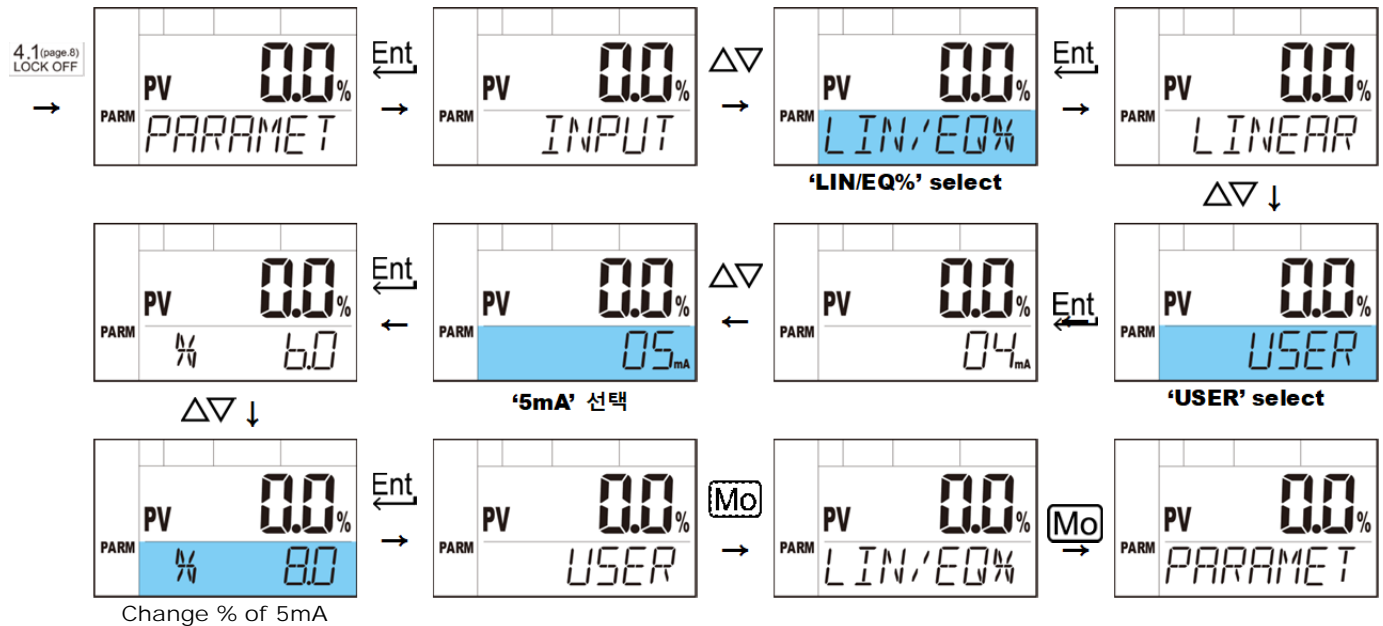 4.1(page.8)
LOCK OFF
PV 0.0%
PARM
PARAMET
Ent
PV 0.0%
PARM
INPUT
△▽
PV 0.0%
PARM
LIN/EQ%
‘LIN/EQ%’ select
Ent
PV 0.0%
PARM
LINEAR
△▽
PV 0.0%
PARM
% 6.0
Ent
PV 0.0%
PARM
05mA
‘5mA’ 선택
△▽
PV 0.0%
PARM
04mA
Ent
PV 0.0%
PARM
USER
‘USER’ select
△▽
PV 0.0%
PARM
% 8.0
Change % of 5mA
Ent
PV 0.0%
PARM
USER
Mo
PV 0.0%
PARM
LIN/EQ%
Mo
PV 0.0%
PARM
PARAMET